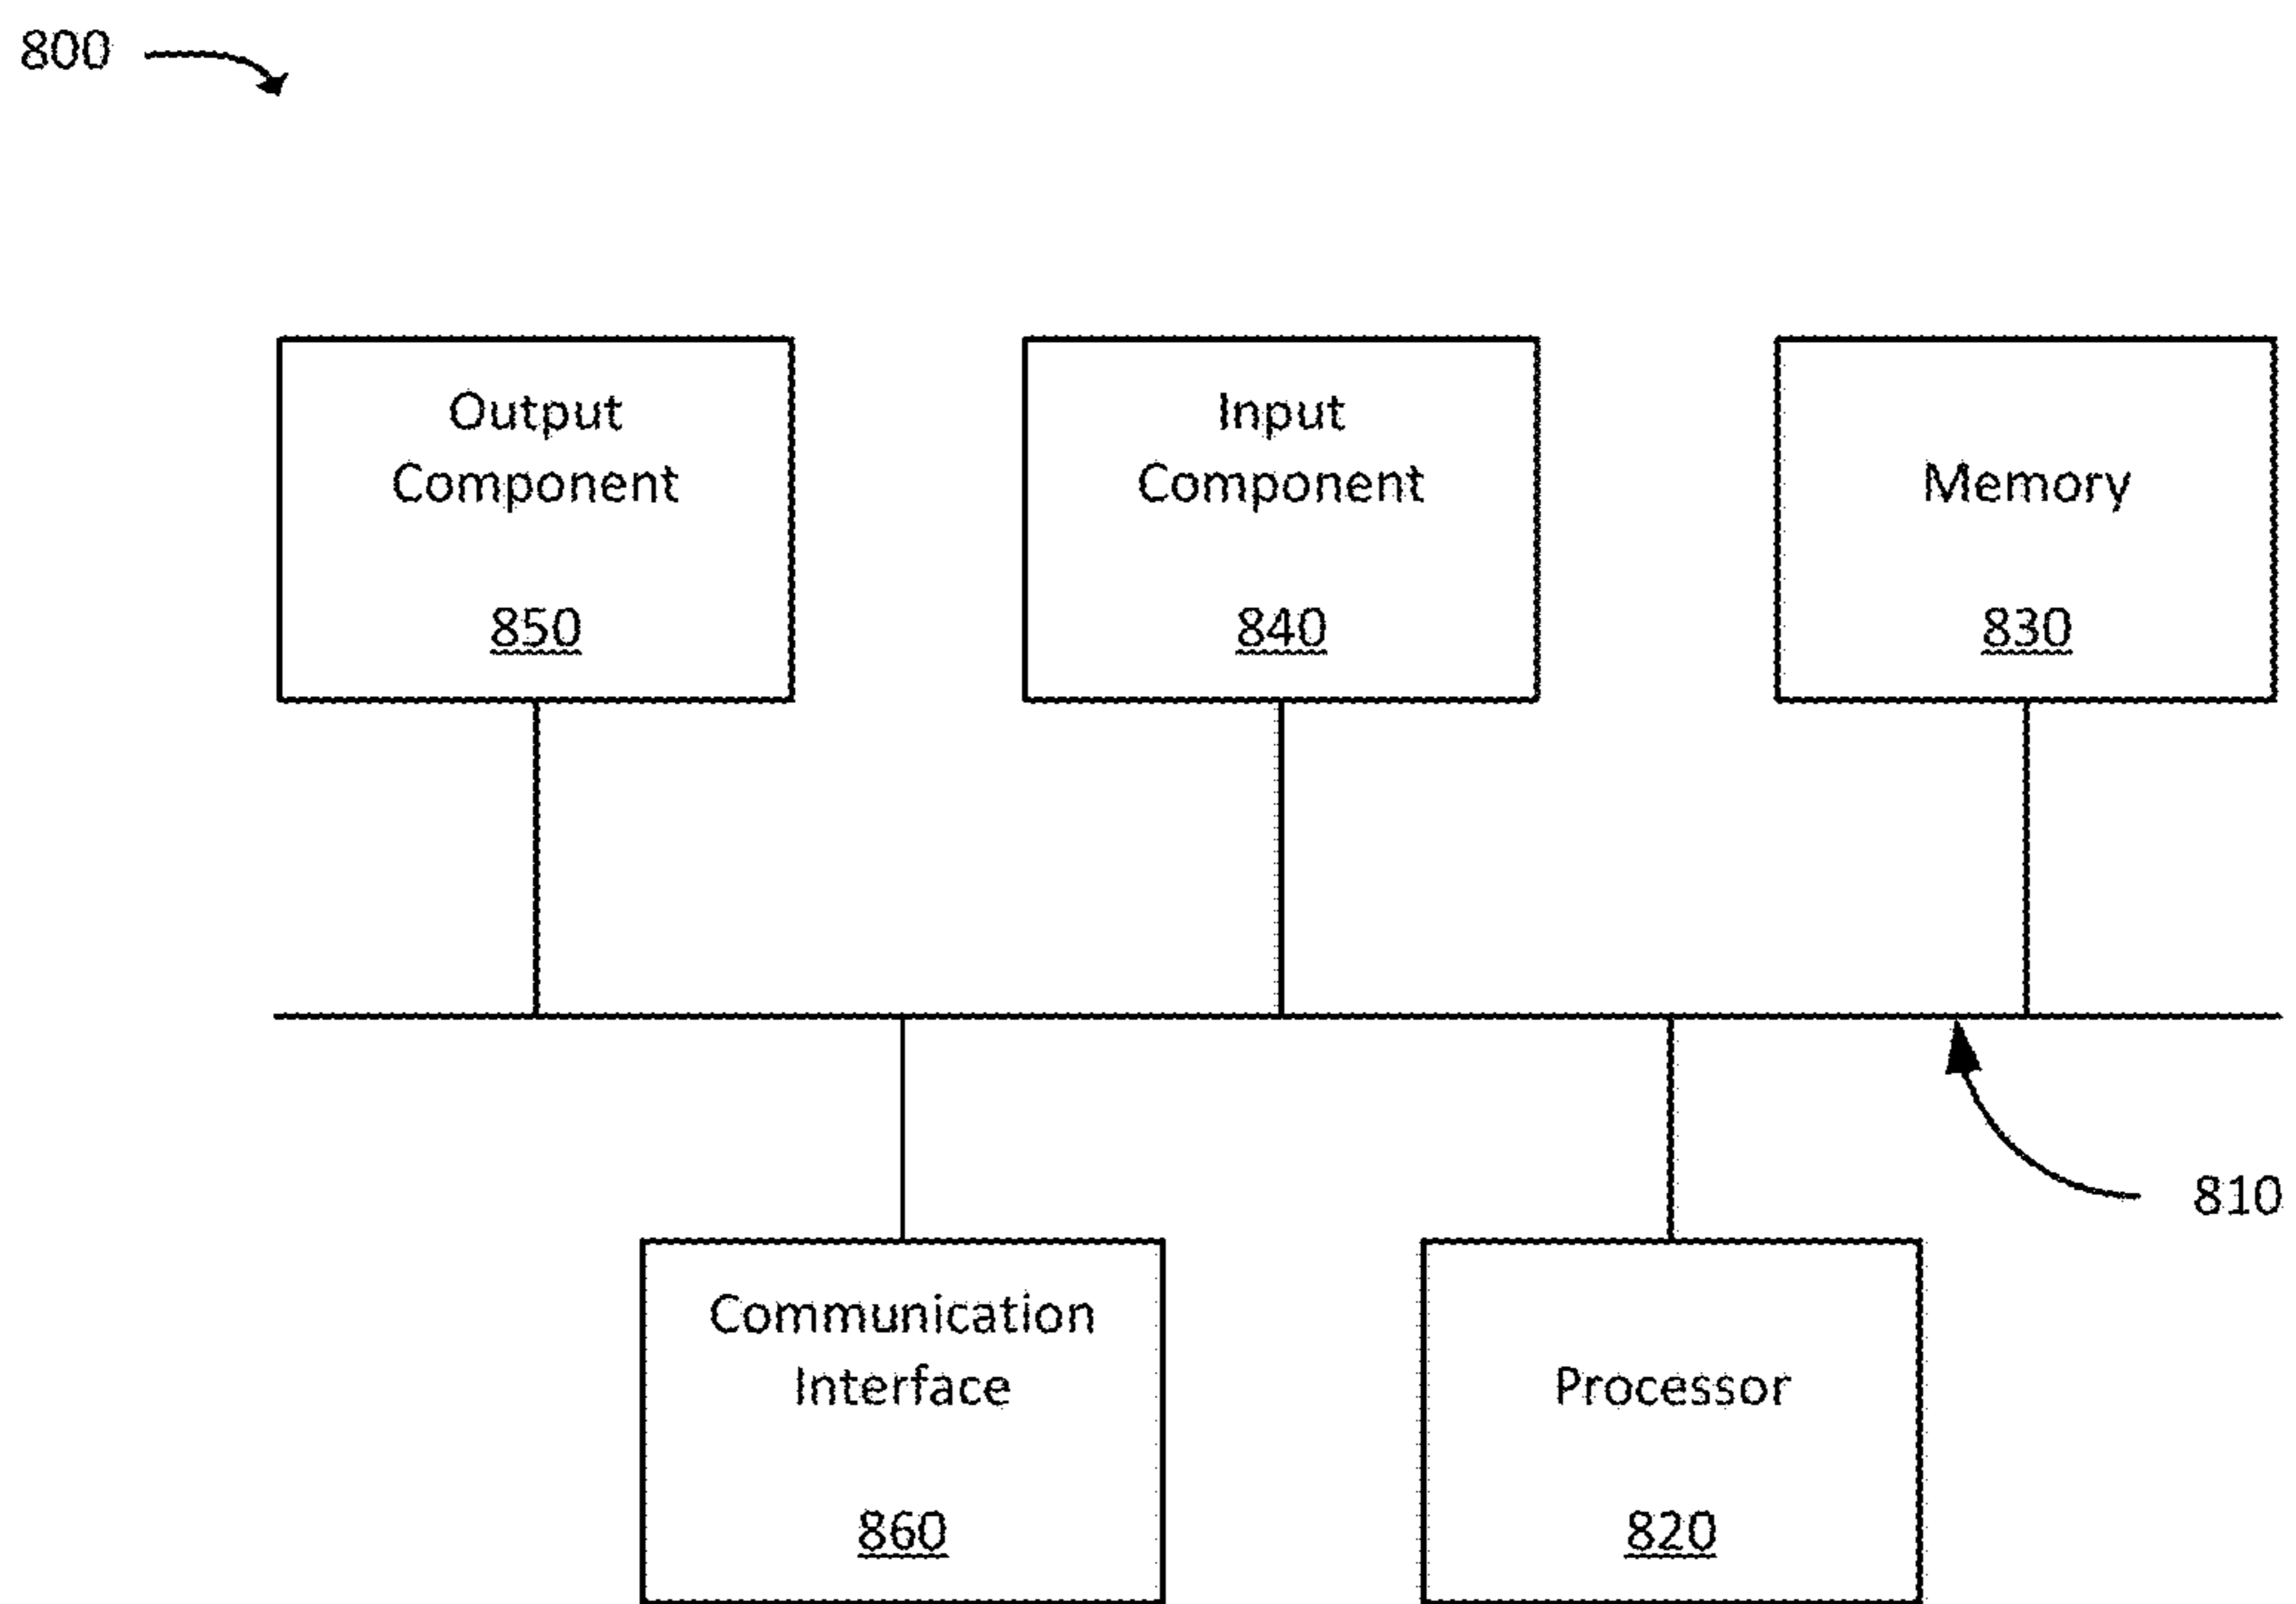 800
Output
Component
850
Input
Component
840
Memory
830
810
Communication
Interface
860
Processor
820